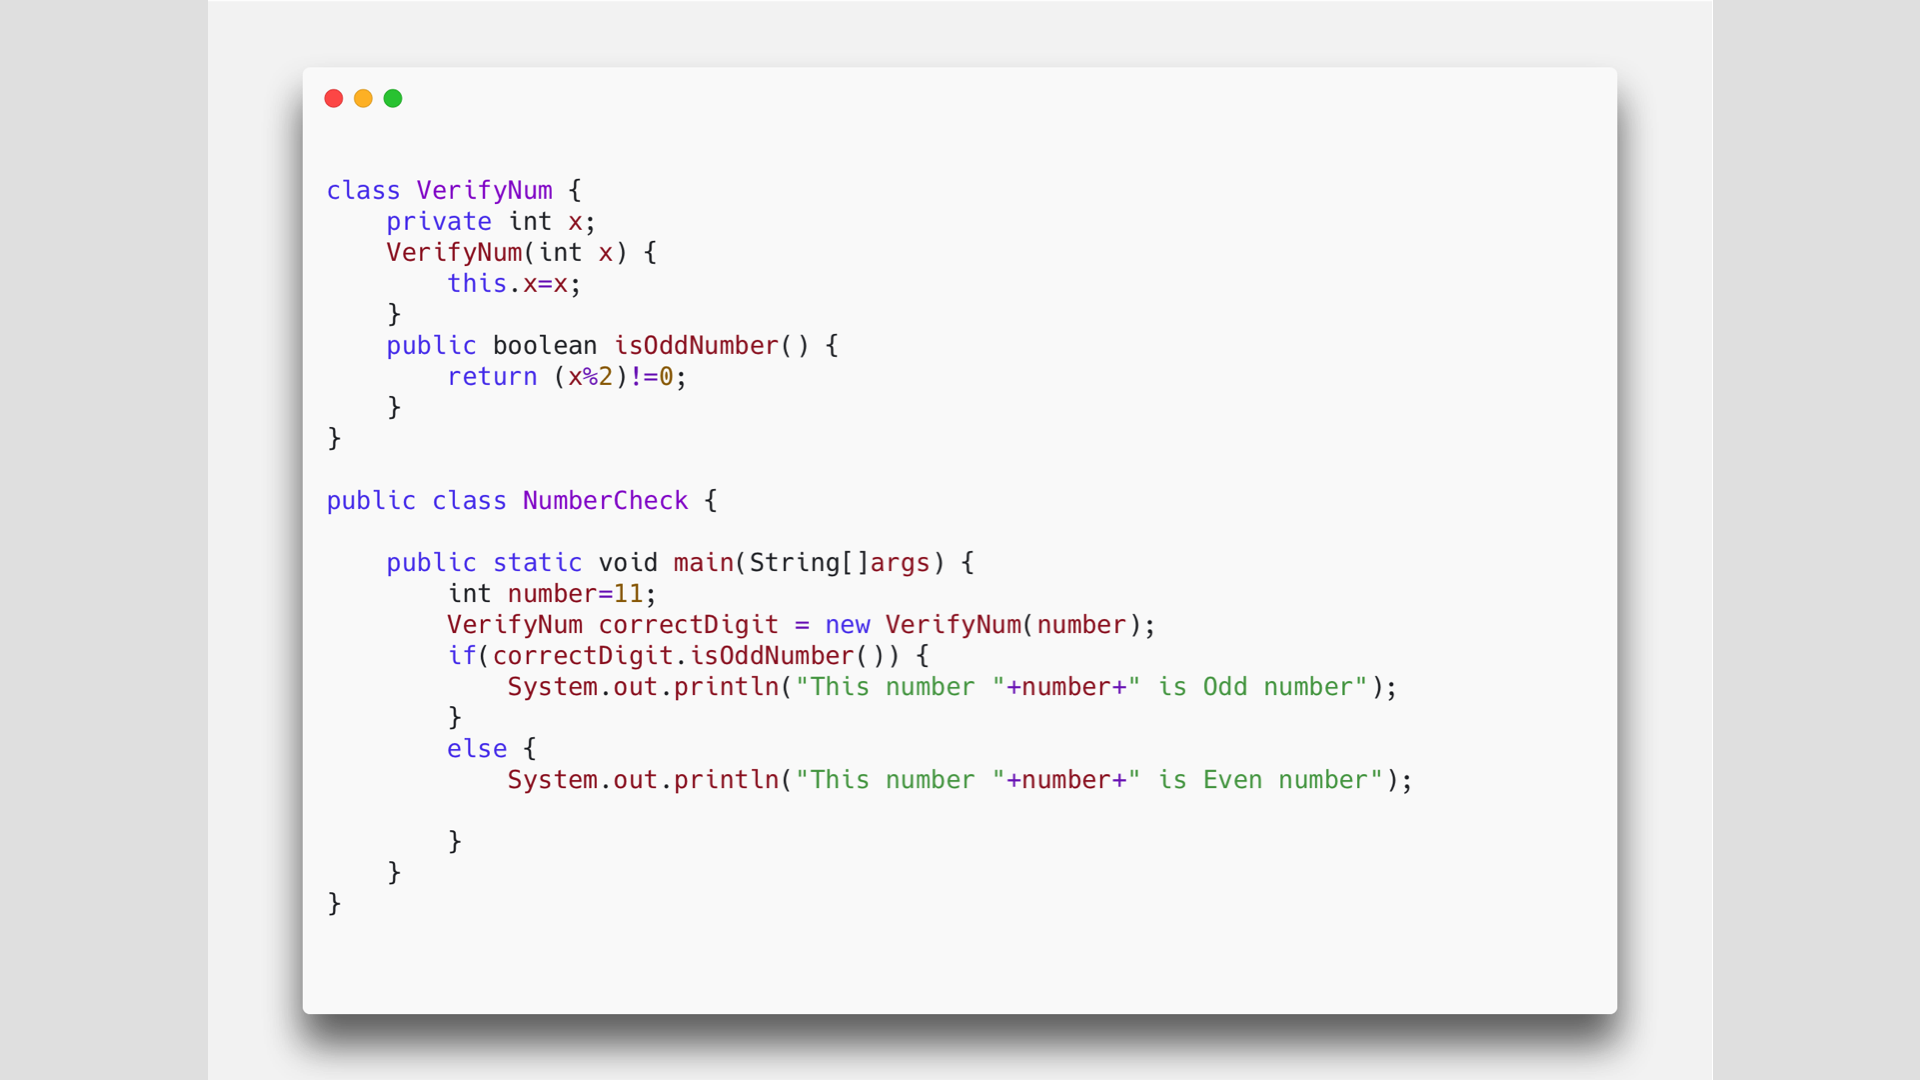 class VerifyNum {
    private int x;
    VerifyNum(int x) {
        this.x=x;
    }
    public boolean isOddNumber() {
        return (x%2)!=0;
    }
}

public class NumberCheck {

    public static void main(String[]args) {
        int number=11;
        VerifyNum correctDigit = new VerifyNum(number);
        if(correctDigit.isOddNumber()) {
            System.out.println("This number "+number+" is Odd number");
        }
        else {
            System.out.println("This number "+number+" is Even number");

        }
    }
}